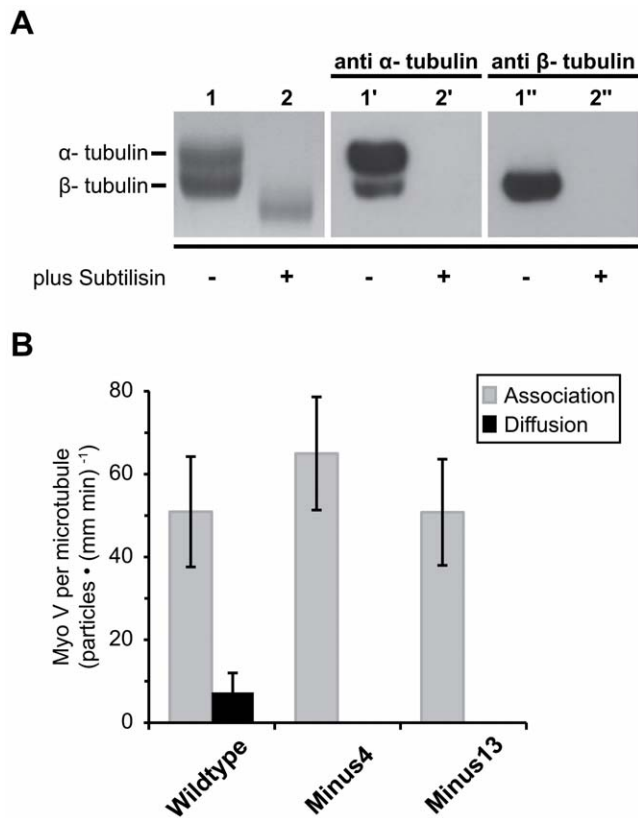 A
anti α- tubulin anti β- tubulin
1 2 1' 2' 1" 2"
α- tubulin
β- tubulin
plus Subtilisin - + - + - +
B
Myo V per microtubule
(particles • (mm min) ⁻¹)
80
60
40
20
0
Association
Diffusion
Wildtype Minus4 Minus13